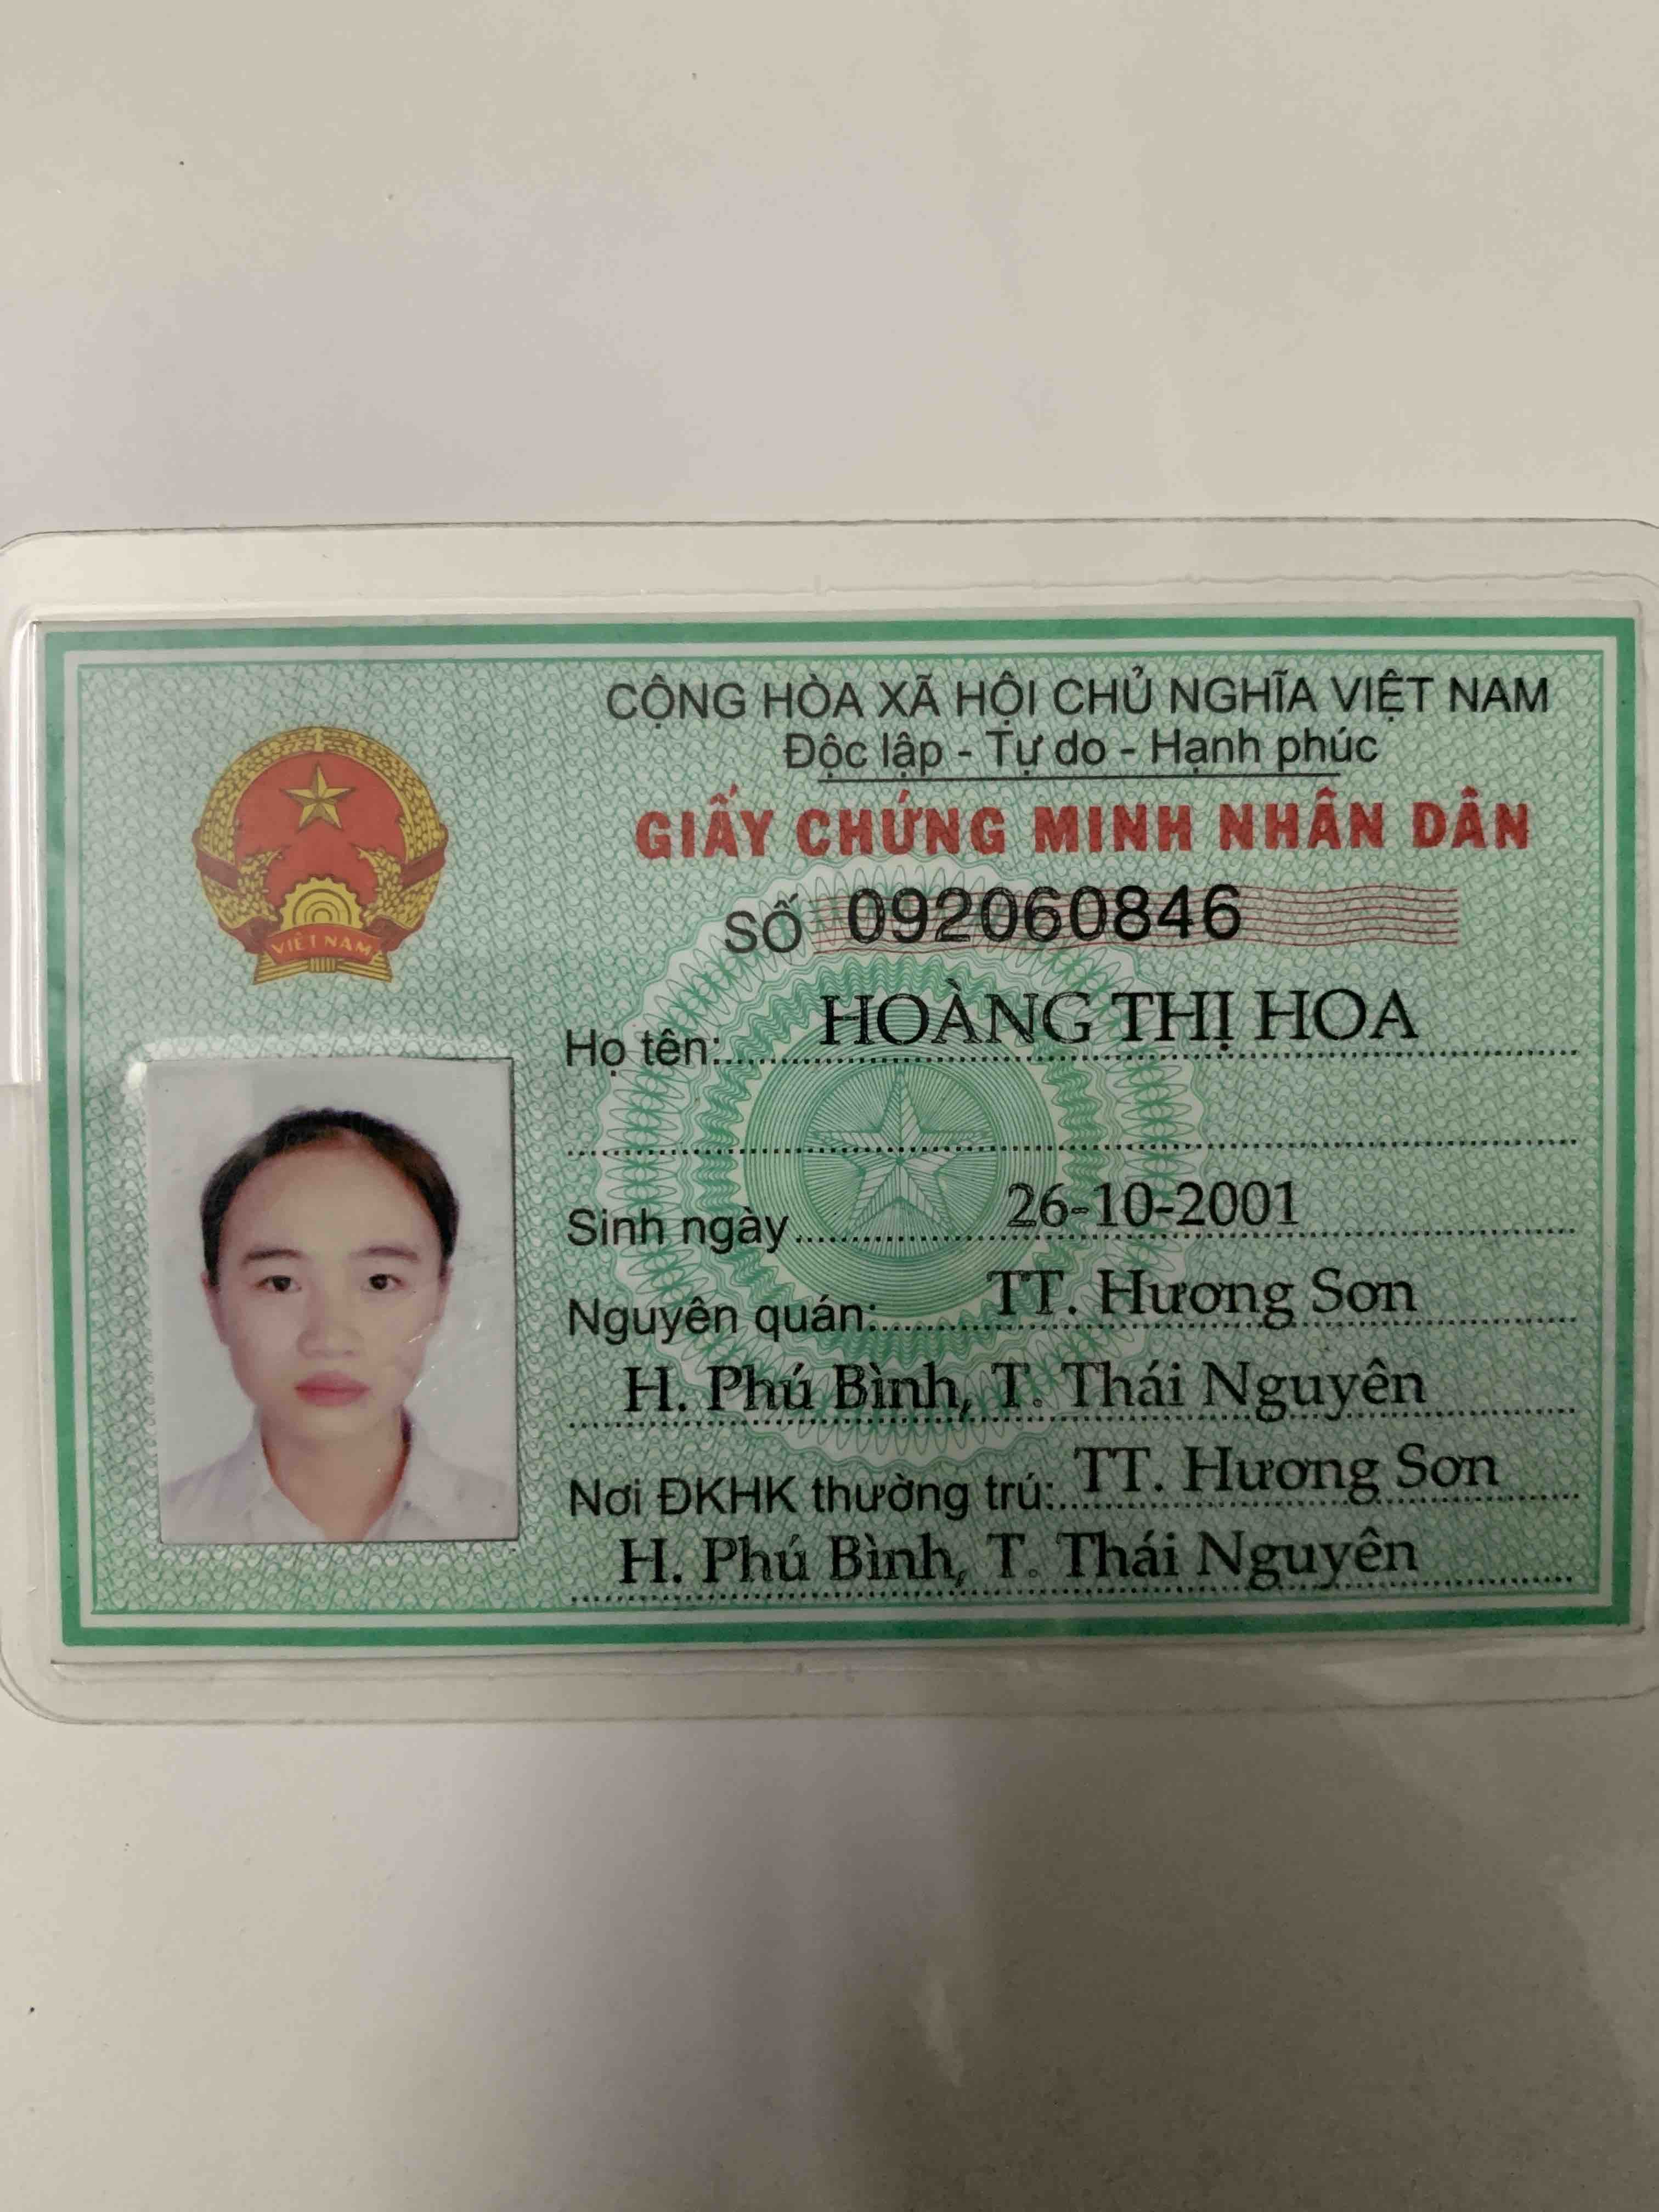 CỘNG HÒA XÃ HỘI CHỦ NGHĨA VIỆT NAM
Độc lập - Tự do - Hạnh phúc
GIẤY CHỨNG MINH NHÂN DÂN
SỐ 092060846
Họ tên: HOÀNG THỊ HOA
Sinh ngày 26-10-2001
Nguyên quán: TT. Hương Sơn
H. Phú Bình, T. Thái Nguyên
Nơi ĐKHK thường trú: TT. Hương Sơn
H. Phú Bình, T. Thái Nguyên
VIỆT NAM